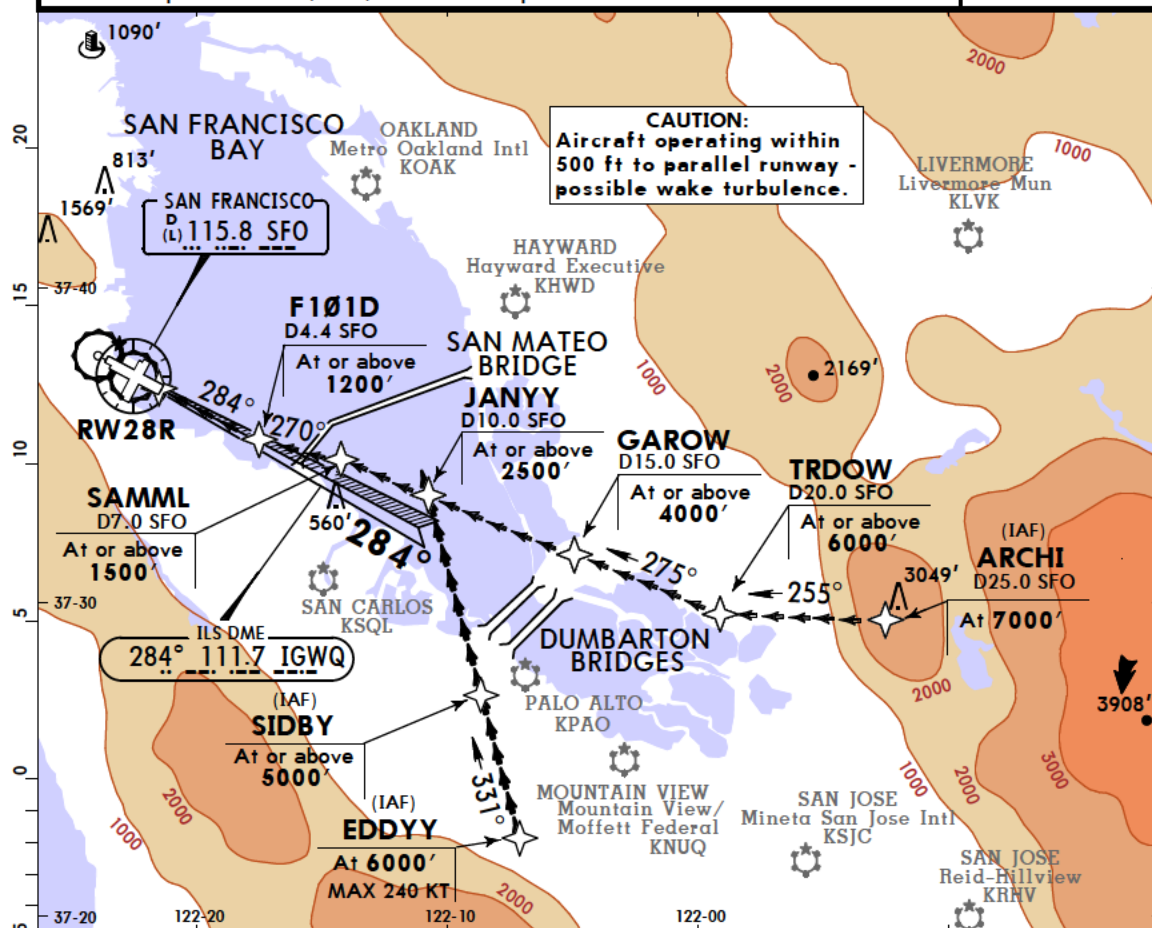 1090'
SAN FRANCISCO
BAY
OAKLAND
Metro Oakland Intl
KOAK
CAUTION:
Aircraft operating within
500 ft to parallel runway -
possible wake turbulence.
2000
1000
LIVERMORE
Livermore Mun
KLVK
20
813'
1569'
SAN FRANCISCO
D
(L) 115.8 SFO
HAYWARD
Hayward Executive
KHWD
15
37-40
F101D
D4.4 SFO
At or above
1200'
SAN MATEO
BRIDGE
JANYY
D10.0 SFO
At or above
2500'
1000
2000
2169'
284°
270°
RW28R
10
GAROW
D15.0 SFO
At or above
4000'
TRDOW
D20.0 SFO
At or above
6000'
SAMML
D7.0 SFO
At or above
1500'
560'
284°
275°
255°
3049'
(IAF)
ARCHI
D25.0 SFO
At 7000'
5
37-30
SAN CARLOS
KSQL
ILS DME
284° 111.7 IGWQ
DUMBARTON
BRIDGES
2000
3908'
(IAF)
SIDBY
At or above
5000'
PALO ALTO
KPAO
0
331°
2000
1000
(IAF)
EDDYY
At 6000'
MAX 240 KT
MOUNTAIN VIEW
Mountain View/
Moffett Federal
KNUQ
SAN JOSE
Mineta San Jose Intl
KSJC
1000
2000
3000
SAN JOSE
Reid-Hillview
KRHV
2000
5
37-20
122-20
122-10
122-00